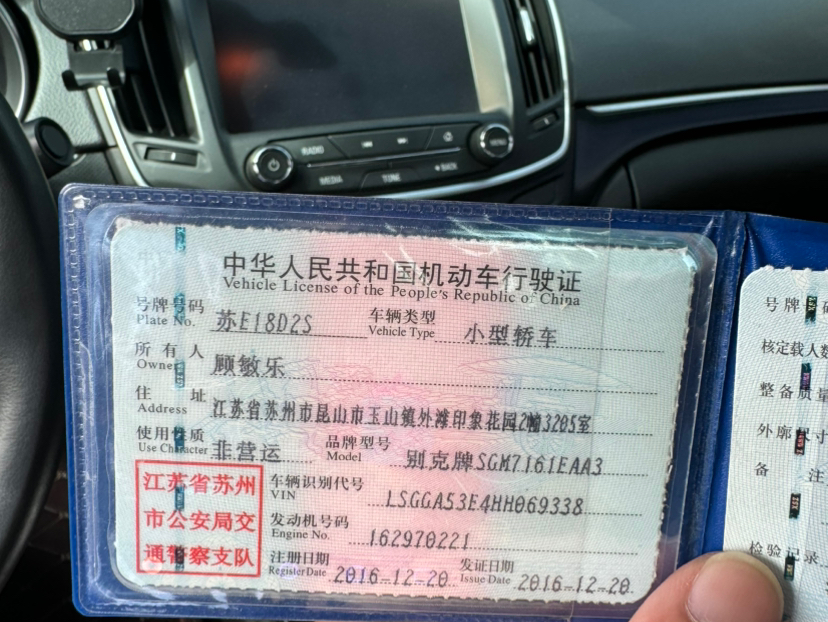 RADIO
MENU
MEDIA TUNE BACK
中华人民共和国机动车行驶证
Vehicle License of the People's Republic of China
号牌号码 Plate No. 苏E18D2S 车辆类型 Vehicle Type 小型轿车
所有人 Owner 顾敏乐
住址 Address 江苏省苏州市昆山市玉山镇外滩印象花园2幢3205室
使用性质 Use Character 非营运 品牌型号 Model 别克牌SGM7161EAA3
江苏省苏州
市公安局交
通警察支队
车辆识别代号 VIN LSGGA53E4HH069338
发动机号码 Engine No. 162970221
注册日期 Register Date 2016-12-20 发证日期 Issue Date 2016-12-20
号牌号码
核定载人数
整备质量
外廓尺寸
备注
检验记录